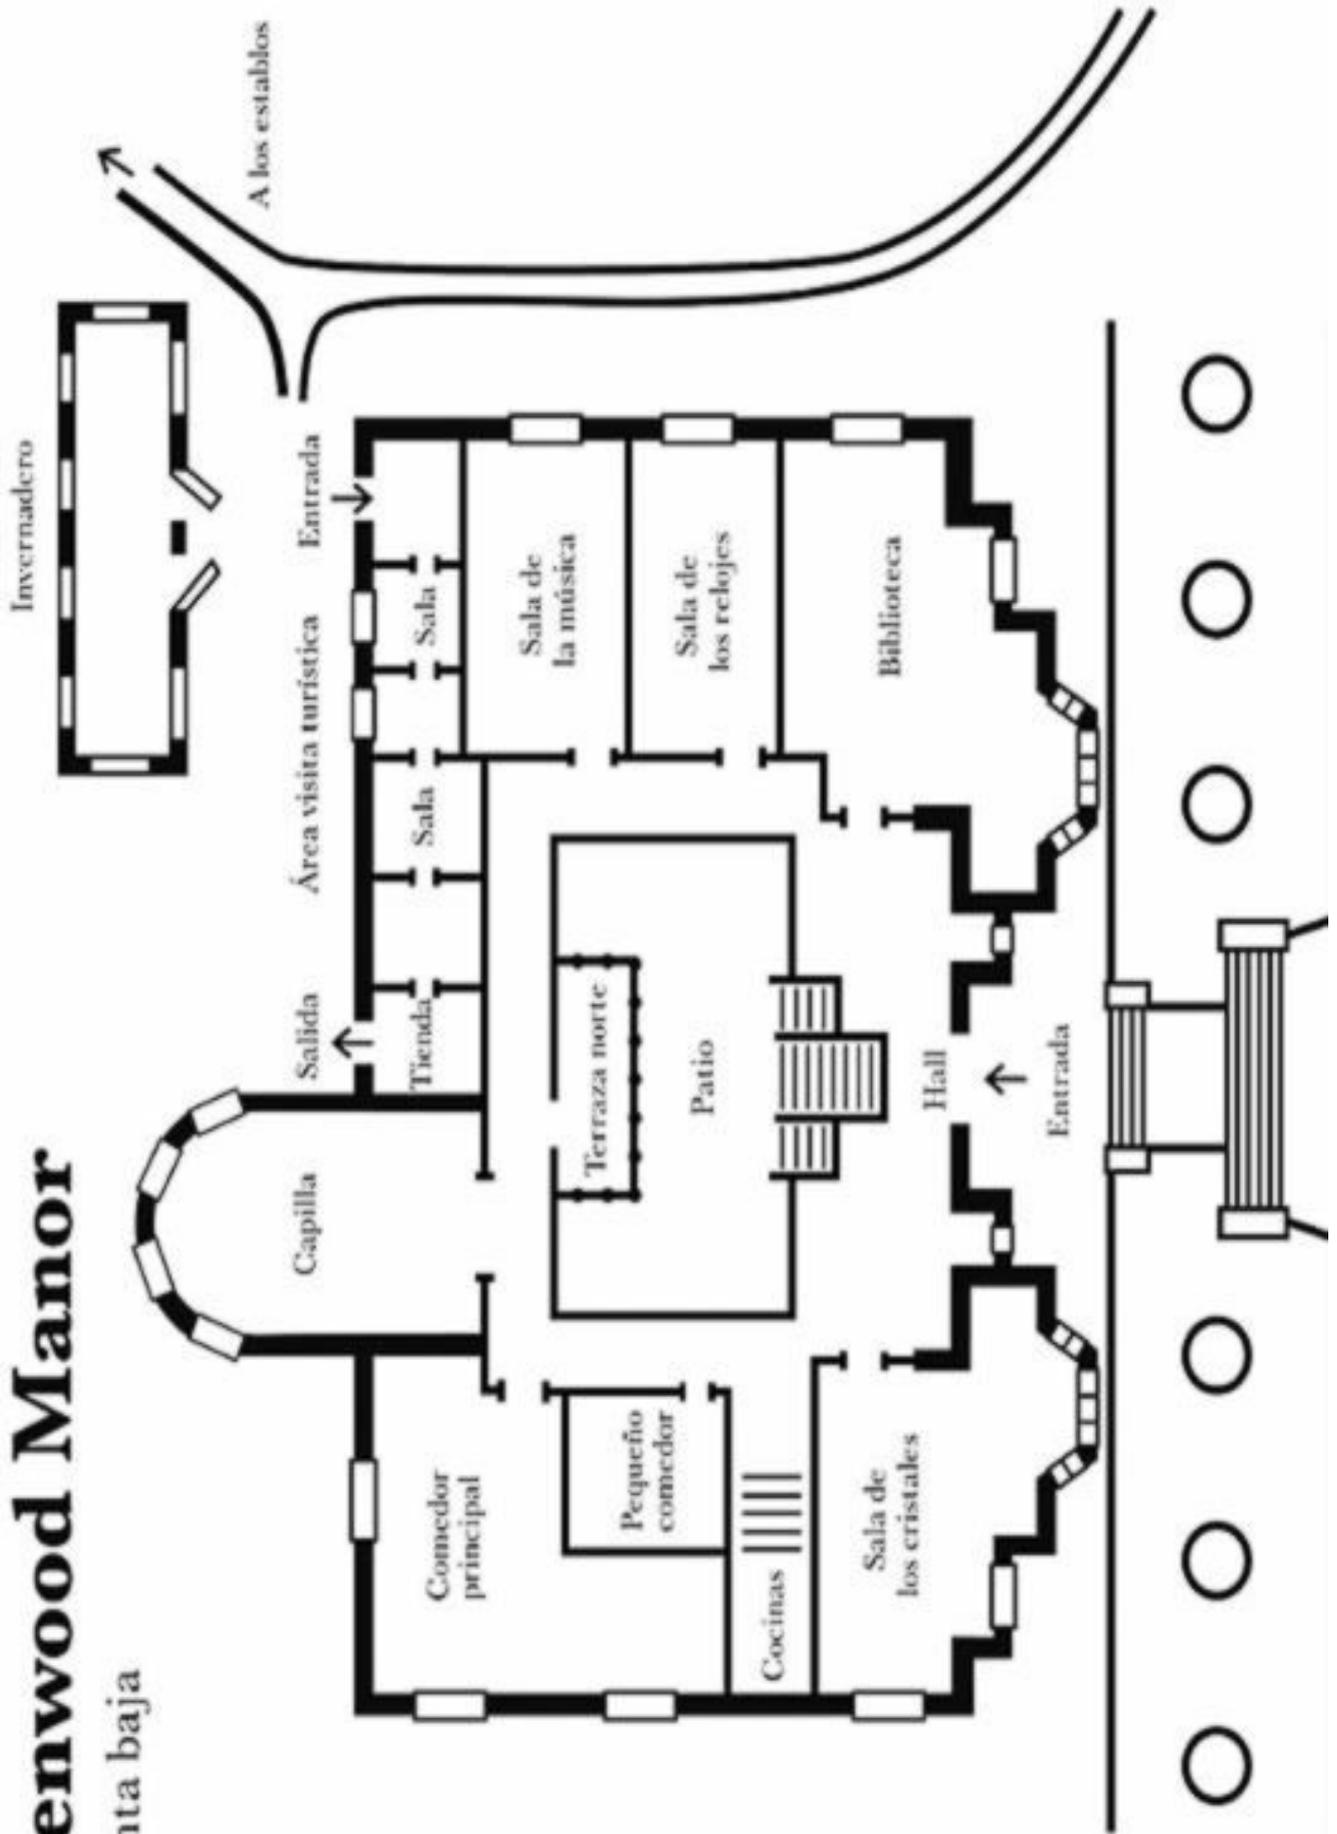 enwood Manor
nta baja
Invernadero
A los establos
Capilla
Salida
Área visita turística
Entrada
Tienda
Sala
Sala
Comedor
principal
Terraza norte
Sala de
la música
Pequeño
comedor
Patio
Sala de
los relojes
Cocinas
Sala de
los cristales
Hall
Biblioteca
Entrada